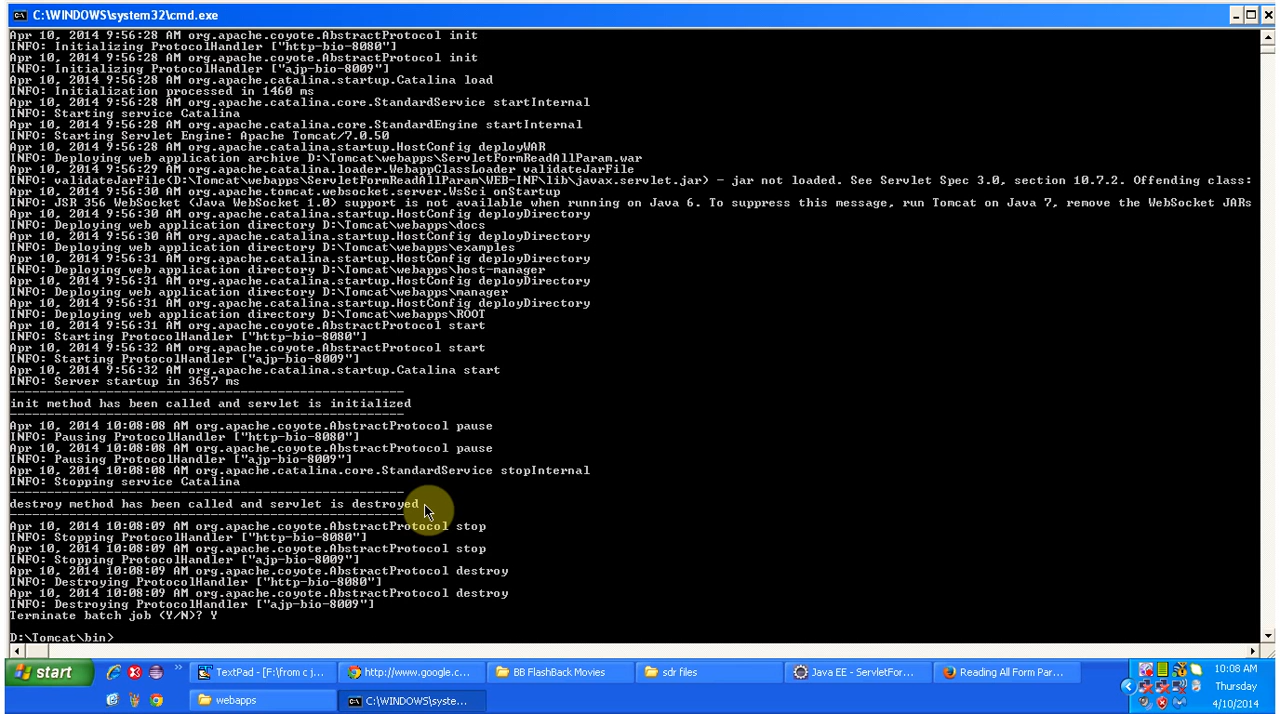 C:\WINDOWS\system32\cmd.exe
Apr 10, 2014 9:56:28 AM org.apache.coyote.AbstractProtocol init
INFO: Initializing ProtocolHandler ["http-bio-8080"]
Apr 10, 2014 9:56:28 AM org.apache.coyote.AbstractProtocol init
INFO: Initializing ProtocolHandler ["ajp-bio-8009"]
Apr 10, 2014 9:56:28 AM org.apache.catalina.startup.Catalina load
INFO: Initialization processed in 1460 ms
Apr 10, 2014 9:56:28 AM org.apache.catalina.core.StandardService startInternal
INFO: Starting service Catalina
Apr 10, 2014 9:56:28 AM org.apache.catalina.core.StandardEngine startInternal
INFO: Starting Servlet Engine: Apache Tomcat/7.0.50
Apr 10, 2014 9:56:28 AM org.apache.catalina.startup.HostConfig deployWAR
INFO: Deploying web application archive D:\Tomcat\webapps\ServletFormReadAllParam.war
Apr 10, 2014 9:56:29 AM org.apache.catalina.loader.WebappClassLoader validateJarFile
INFO: validateJarFile(D:\Tomcat\webapps\ServletFormReadAllParam\WEB-INF\lib\javax.servlet.jar) - jar not loaded. See Servlet Spec 3.0, section 10.7.2. Offending class:
Apr 10, 2014 9:56:30 AM org.apache.tomcat.websocket.server.WsSci onStartup
INFO: JSR 356 WebSocket (Java WebSocket 1.0) support is not available when running on Java 6. To suppress this message, run Tomcat on Java 7, remove the WebSocket JARs
Apr 10, 2014 9:56:30 AM org.apache.catalina.startup.HostConfig deployDirectory
INFO: Deploying web application directory D:\Tomcat\webapps\docs
Apr 10, 2014 9:56:30 AM org.apache.catalina.startup.HostConfig deployDirectory
INFO: Deploying web application directory D:\Tomcat\webapps\examples
Apr 10, 2014 9:56:31 AM org.apache.catalina.startup.HostConfig deployDirectory
INFO: Deploying web application directory D:\Tomcat\webapps\host-manager
Apr 10, 2014 9:56:31 AM org.apache.catalina.startup.HostConfig deployDirectory
INFO: Deploying web application directory D:\Tomcat\webapps\manager
Apr 10, 2014 9:56:31 AM org.apache.catalina.startup.HostConfig deployDirectory
INFO: Deploying web application directory D:\Tomcat\webapps\ROOT
Apr 10, 2014 9:56:31 AM org.apache.coyote.AbstractProtocol start
INFO: Starting ProtocolHandler ["http-bio-8080"]
Apr 10, 2014 9:56:32 AM org.apache.coyote.AbstractProtocol start
INFO: Starting ProtocolHandler ["ajp-bio-8009"]
Apr 10, 2014 9:56:32 AM org.apache.catalina.startup.Catalina start
INFO: Server startup in 3657 ms
-----------------------------------------------------
init method has been called and servlet is initialized
-----------------------------------------------------
Apr 10, 2014 10:08:08 AM org.apache.coyote.AbstractProtocol pause
INFO: Pausing ProtocolHandler ["http-bio-8080"]
Apr 10, 2014 10:08:08 AM org.apache.coyote.AbstractProtocol pause
INFO: Pausing ProtocolHandler ["ajp-bio-8009"]
Apr 10, 2014 10:08:08 AM org.apache.catalina.core.StandardService stopInternal
INFO: Stopping service Catalina
-----------------------------------------------------
destroy method has been called and servlet is destroyed
-----------------------------------------------------
Apr 10, 2014 10:08:09 AM org.apache.coyote.AbstractProtocol stop
INFO: Stopping ProtocolHandler ["http-bio-8080"]
Apr 10, 2014 10:08:09 AM org.apache.coyote.AbstractProtocol stop
INFO: Stopping ProtocolHandler ["ajp-bio-8009"]
Apr 10, 2014 10:08:09 AM org.apache.coyote.AbstractProtocol destroy
INFO: Destroying ProtocolHandler ["http-bio-8080"]
Apr 10, 2014 10:08:09 AM org.apache.coyote.AbstractProtocol destroy
INFO: Destroying ProtocolHandler ["ajp-bio-8009"]
Terminate batch job (Y/N)? Y
D:\Tomcat\bin>
start
TextPad - [F:\from c j...
http://www.google.c...
BB FlashBack Movies
sdr files
Java EE - ServletFor...
Reading All Form Par...
10:08 AM
webapps
C:\WINDOWS\syste...
Thursday
4/10/2014